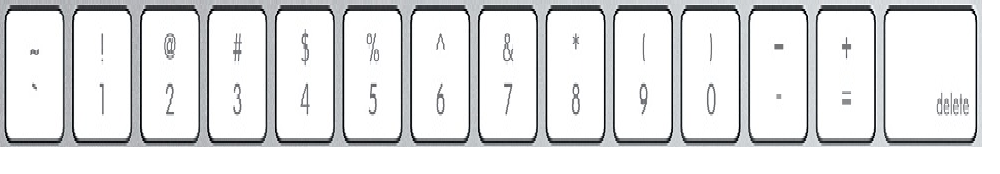 ~ ! @ # $ % ^ & * ( ) - +
` 1 2 3 4 5 6 7 8 9 0 - = delete